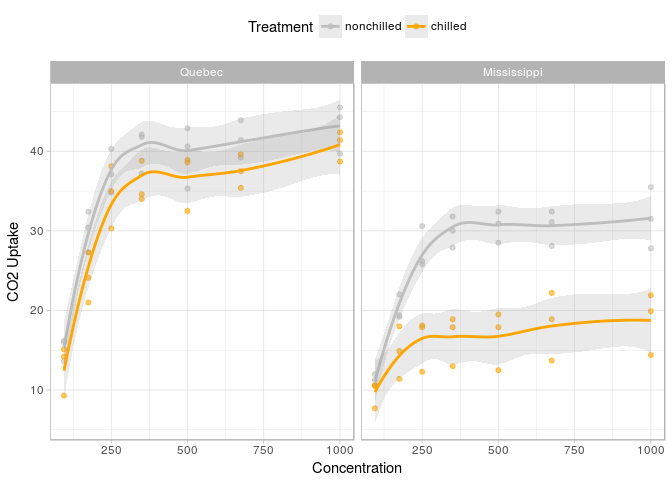 Treatment nonchilled chilled
Quebec Mississippi
CO2 Uptake
40
30
20
10
250 500 750 1000 250 500 750 1000
Concentration